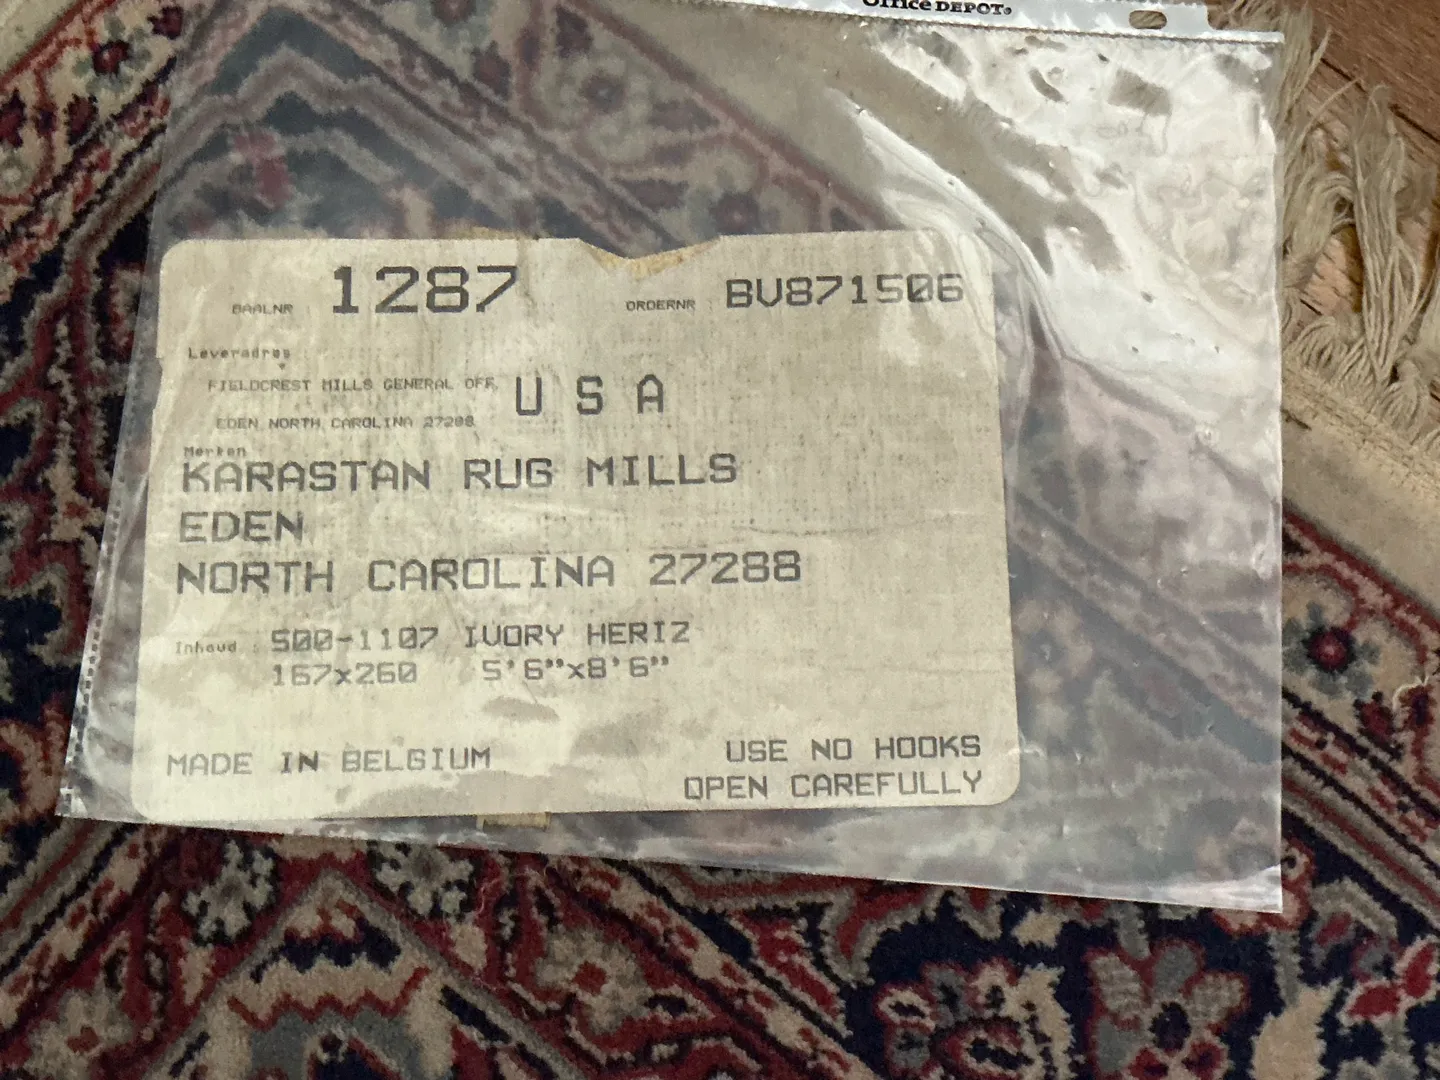 Office DEPOT®
BAALNR 1287 ORDERNR BV871506
Leveradres
FIELDCREST MILLS GENERAL OFF. USA
EDEN NORTH CAROLINA 27288
Merken
KARASTAN RUG MILLS
EDEN
NORTH CAROLINA 27288
Inhoud : 500-1107 IVORY HERIZ
167x260 5'6"x8'6"
MADE IN BELGIUM USE NO HOOKS
OPEN CAREFULLY